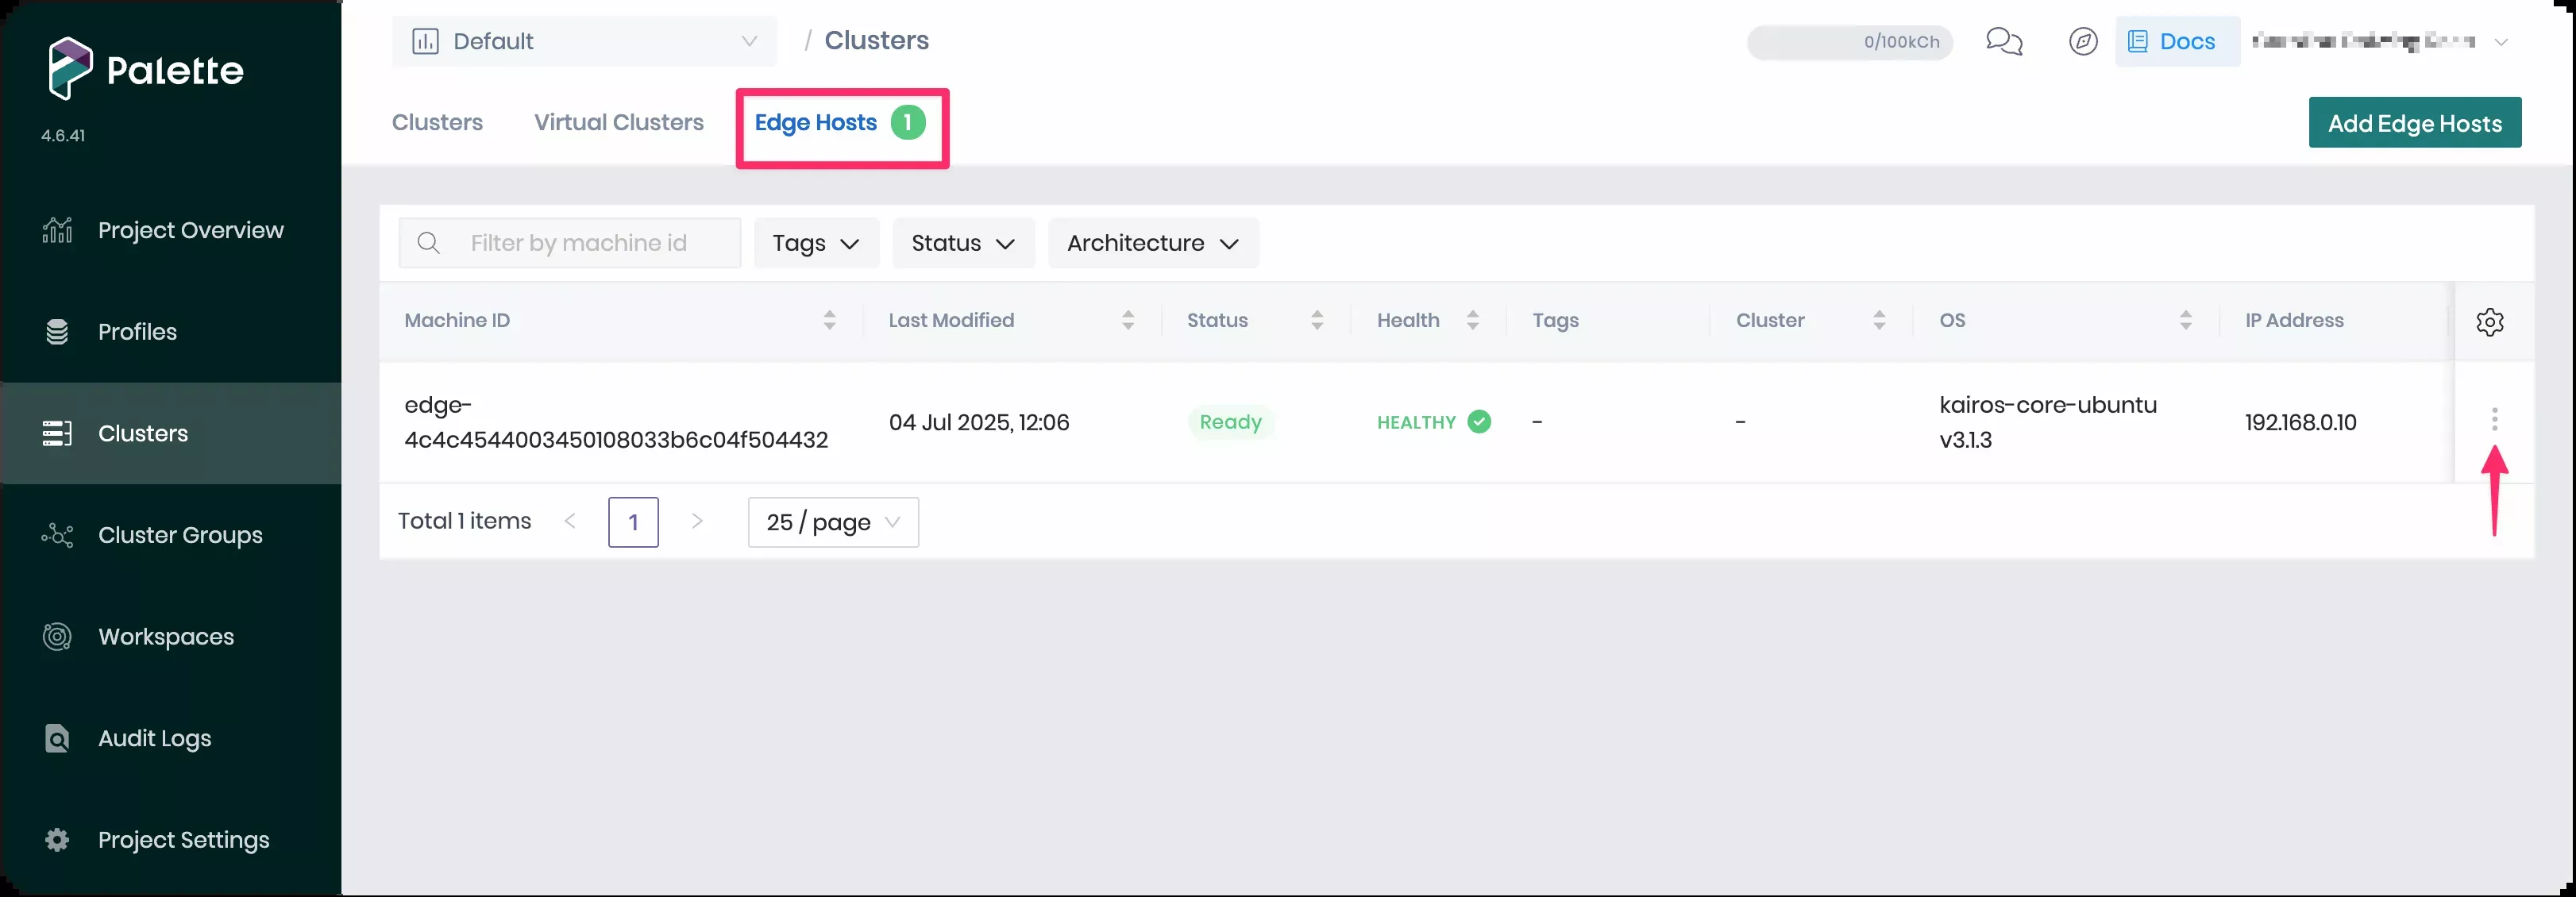 Palette
4.6.41
Project Overview
Profiles
Clusters
Cluster Groups
Workspaces
Audit Logs
Project Settings
Default
/ Clusters
0/100kCh
Docs
Clusters
Virtual Clusters
Edge Hosts 1
Add Edge Hosts
Filter by machine id
Tags
Status
Architecture
Machine ID
Last Modified
Status
Health
Tags
Cluster
OS
IP Address
edge-
4c4c4544003450108033b6c04f504432
04 Jul 2025, 12:06
Ready
HEALTHY
-
-
kairos-core-ubuntu
v3.1.3
192.168.0.10
Total 1 items
1
25 / page